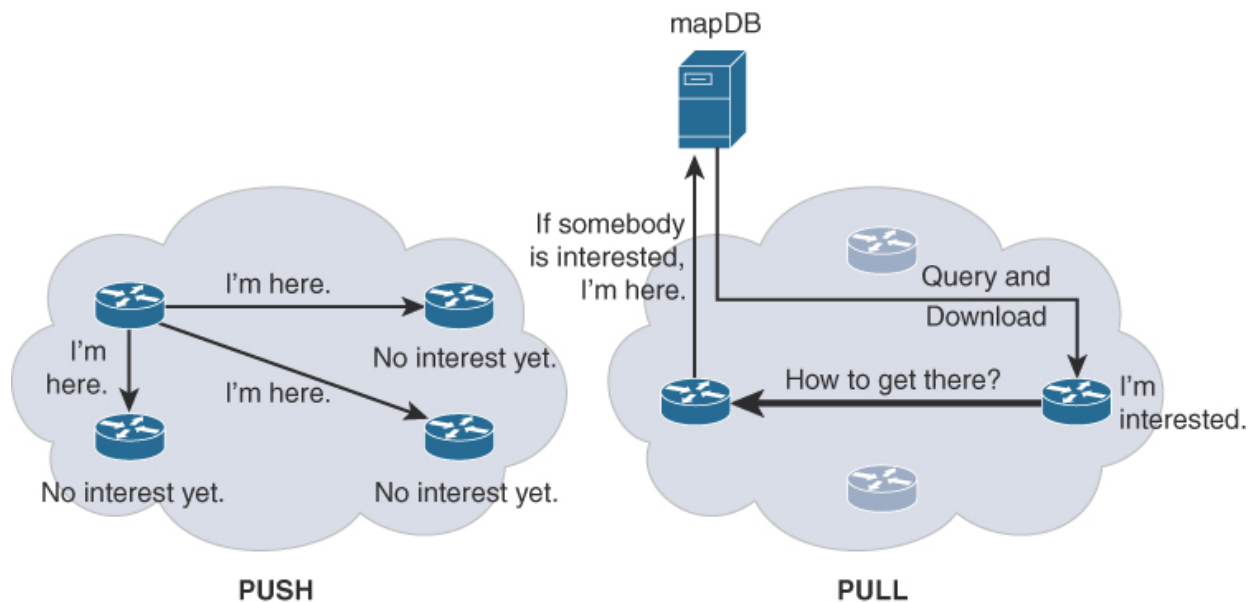 mapDB
I'm here.
I'm
here.
I'm here.
No interest yet.
No interest yet.
No interest yet.
PUSH
If somebody
is interested,
I'm here.
Query and
Download
How to get there?
I'm
interested.
PULL